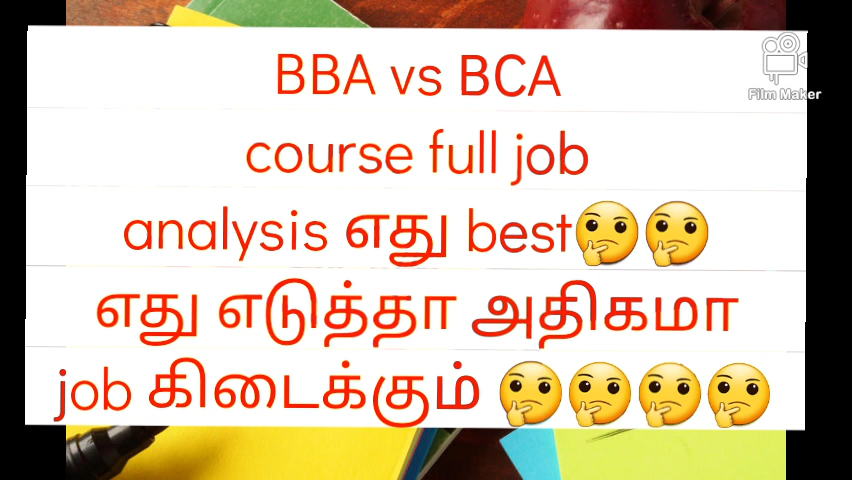 BBA vs BCA
Film Maker
course full job
analysis எது best🤔🤔
எது எடுத்தா அதிகமா
job கிடைக்கும் 🤔🤔🤔🤔